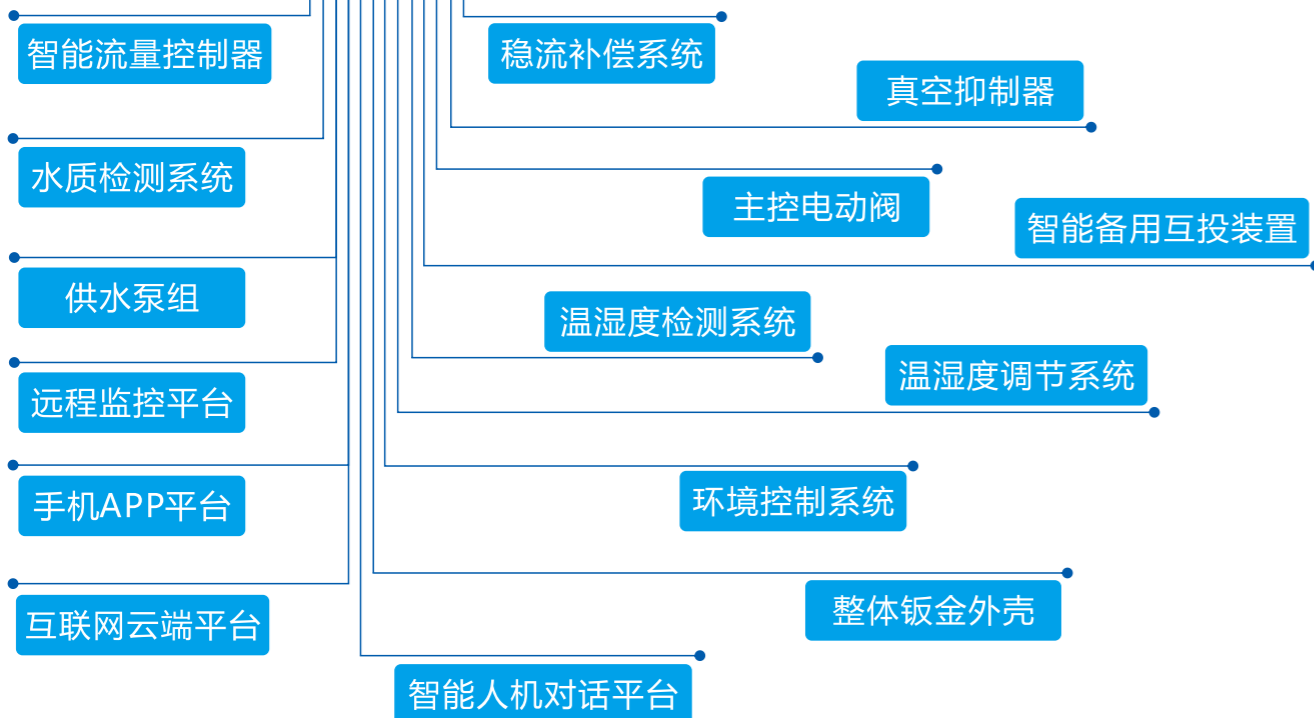 智能流量控制器
稳流补偿系统
真空抑制器
水质检测系统
主控电动阀
智能备用互投装置
供水泵组
温湿度检测系统
远程监控平台
温湿度调节系统
手机APP平台
环境控制系统
互联网云端平台
整体钣金外壳
智能人机对话平台